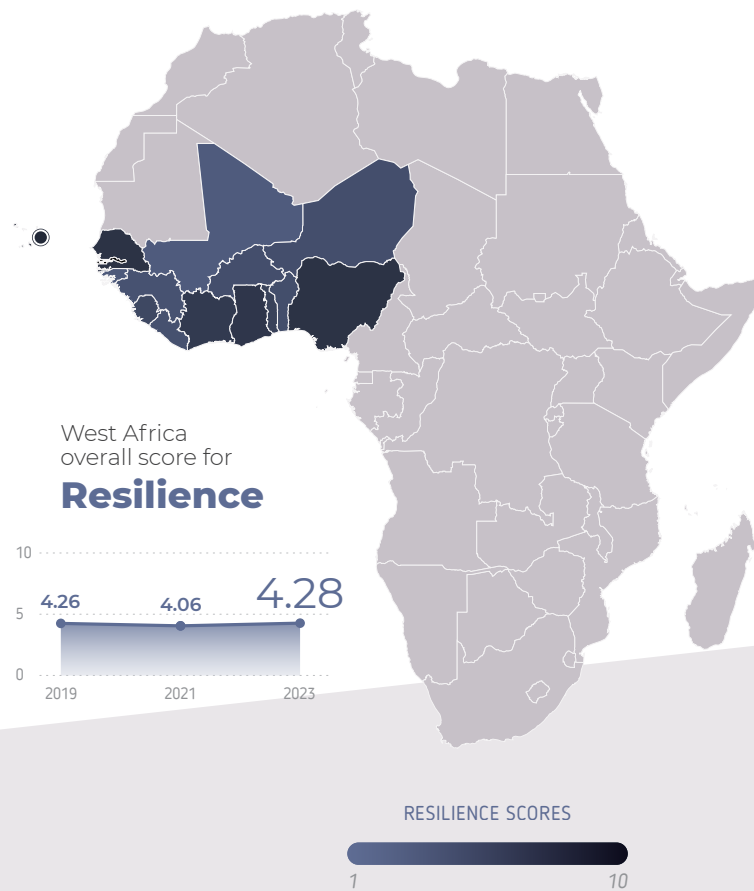 West Africa
overall score for
Resilience
10
4.26
4.06
4.28
5
0
2019
2021
2023
RESILIENCE SCORES
1
10